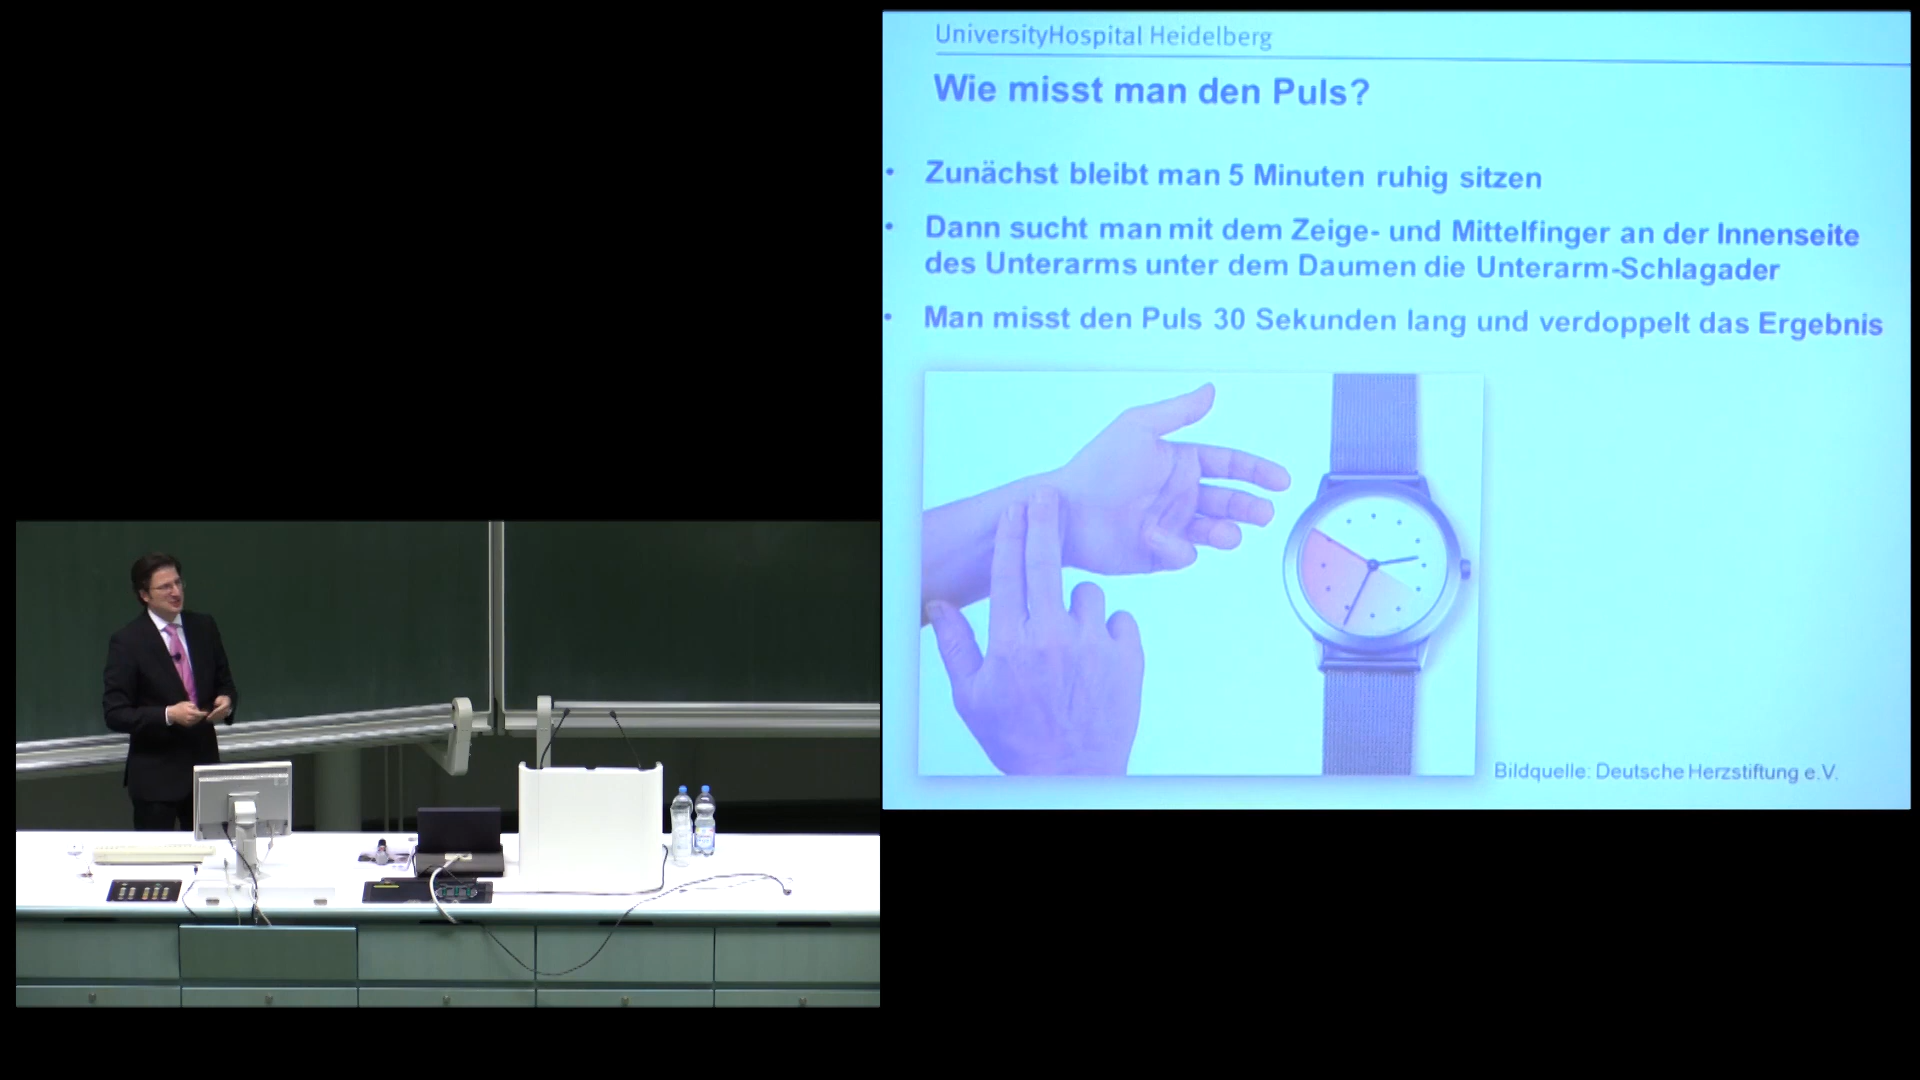 UniversityHospital Heidelberg
Wie misst man den Puls?
• Zunächst bleibt man 5 Minuten ruhig sitzen
• Dann sucht man mit dem Zeige- und Mittelfinger an der Innenseite
des Unterarms unter dem Daumen die Unterarm-Schlagader
• Man misst den Puls 30 Sekunden lang und verdoppelt das Ergebnis
Bildquelle: Deutsche Herzstiftung e.V.